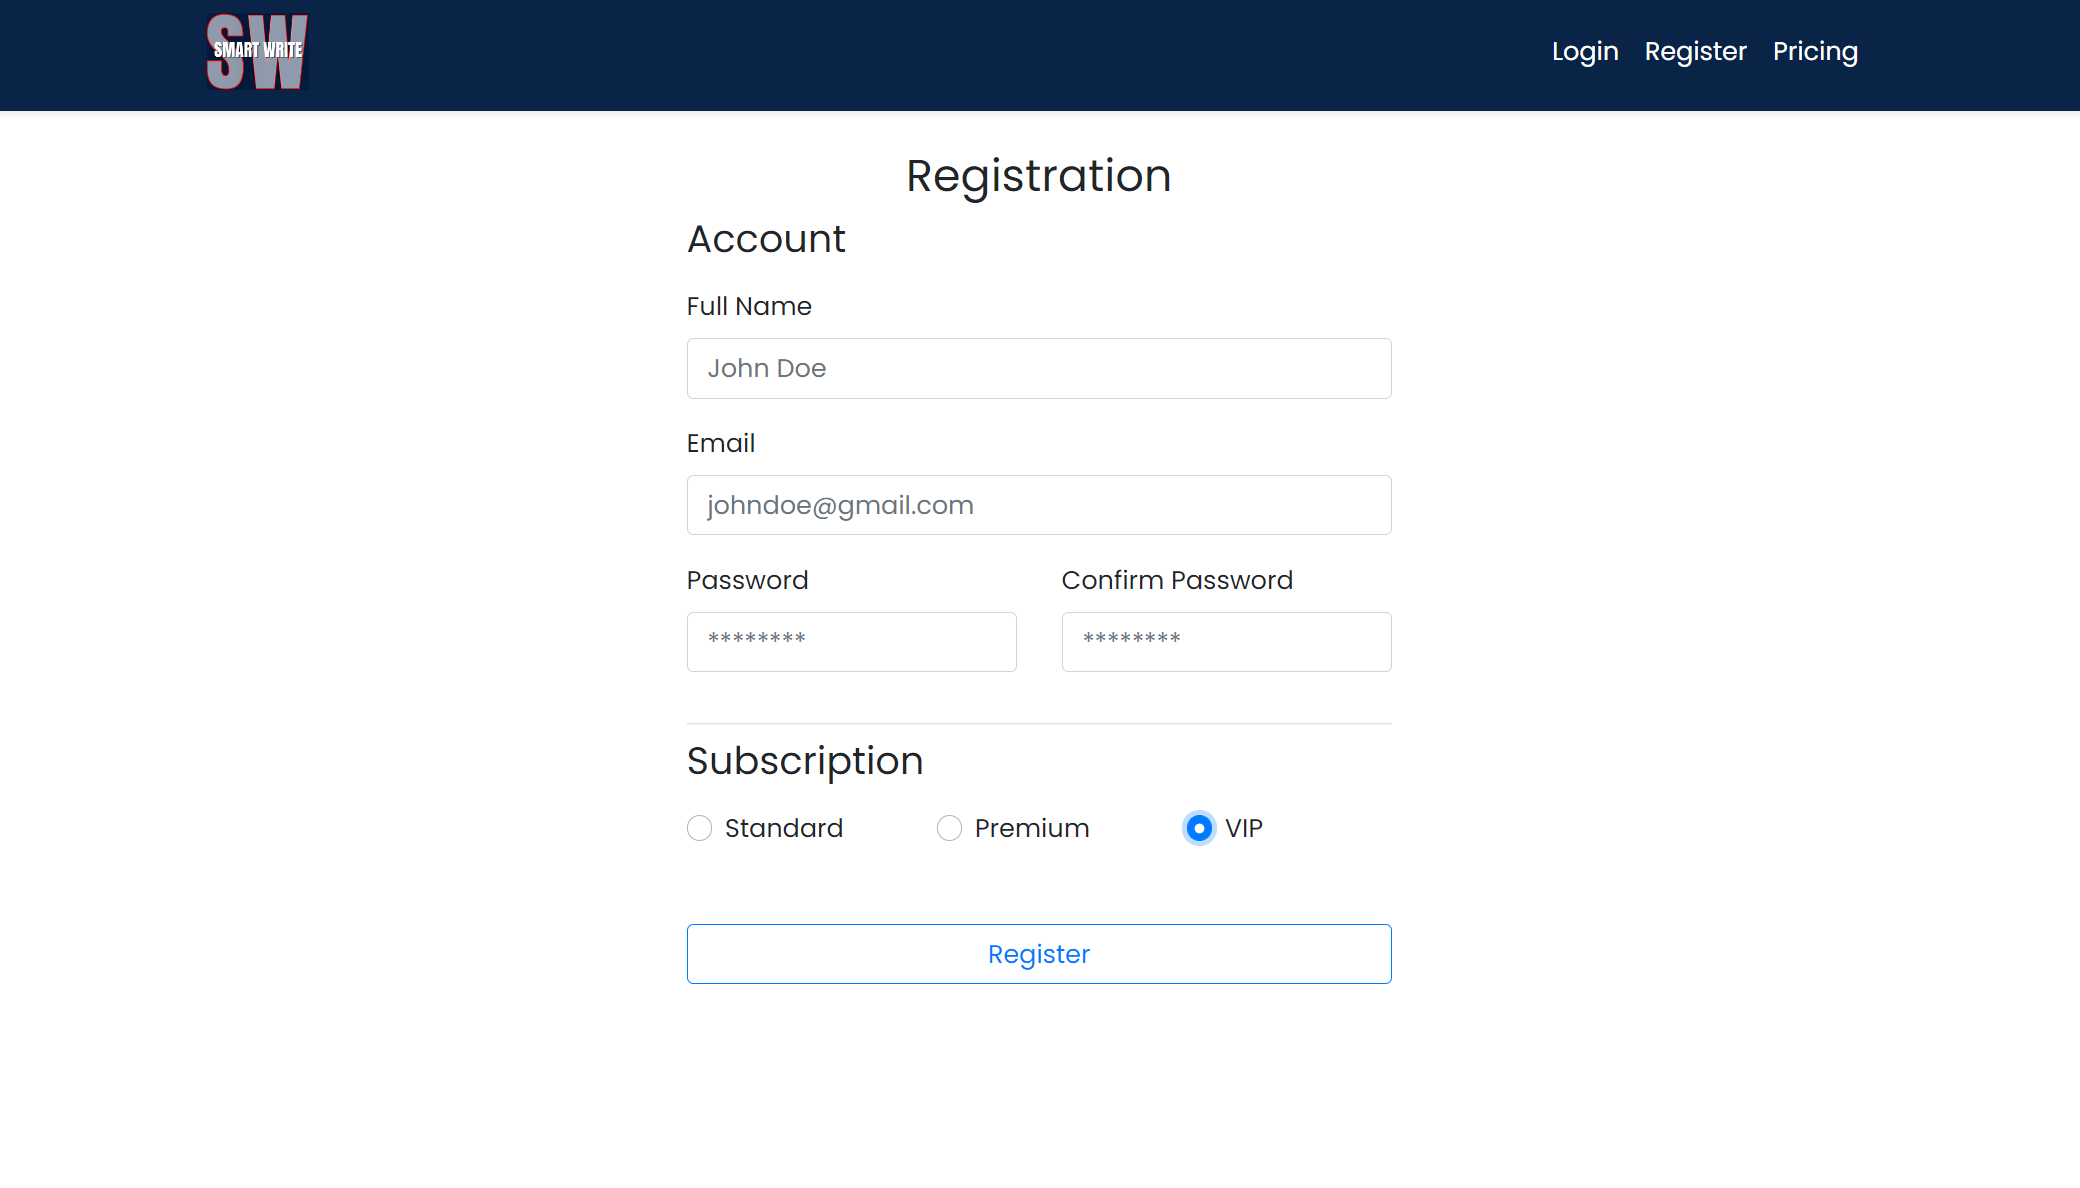 SW
SMART WRITE
Login Register Pricing
Registration
Account
Full Name
John Doe
Email
johndoe@gmail.com
Password Confirm Password
******** ********
Subscription
Standard Premium VIP
Register